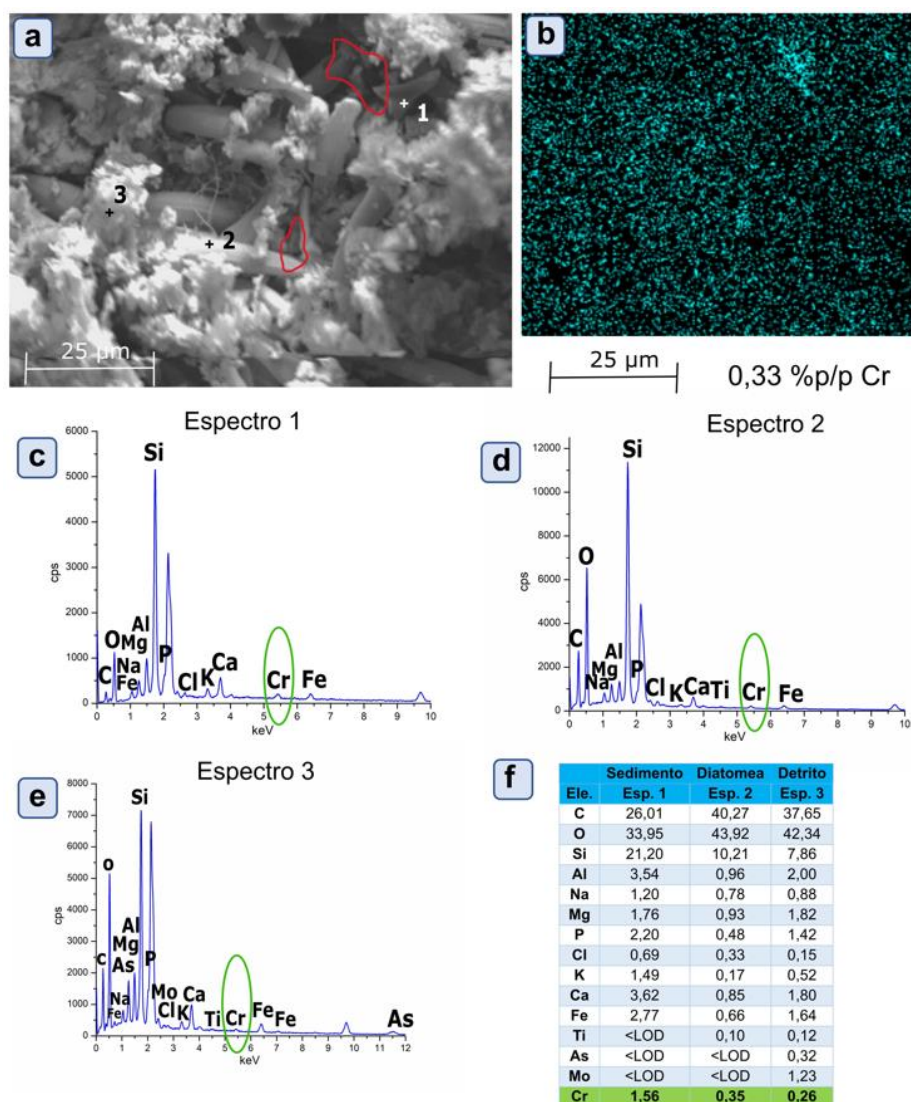 a
1
3
2
25 µm
b
25 µm
0,33 %p/p Cr
Espectro 1
c
6000
5000
4000
3000
2000
1000
0
cps
Si
O
Al
Mg
Na
Fe
C
P
Cl
K
Ca
Cr
Fe
0 1 2 3 4 5 6 7 8 9 10
keV
Espectro 2
d
12000
10000
8000
6000
4000
2000
0
cps
Si
O
C
Al
Mg
Na
P
Cl
K
Ca
Ti
Cr
Fe
0 1 2 3 4 5 6 7 8 9 10
keV
Espectro 3
e
8000
7000
6000
5000
4000
3000
2000
1000
0
cps
Si
O
C
Al
Mg
As
Na
Fe
P
Mo
Cl
K
Ca
Ti
Cr
Fe
Fe
As
0 1 2 3 4 5 6 7 8 9 10 11 12
keV
f
Sedimento Diatomea Detrito
Ele. Esp. 1 Esp. 2 Esp. 3
C 26,01 40,27 37,65
O 33,95 43,92 42,34
Si 21,20 10,21 7,86
Al 3,54 0,96 2,00
Na 1,20 0,78 0,88
Mg 1,76 0,93 1,82
P 2,20 0,48 1,42
Cl 0,69 0,33 0,15
K 1,49 0,17 0,52
Ca 3,62 0,85 1,80
Fe 2,77 0,66 1,64
Ti <LOD 0,10 0,12
As <LOD <LOD 0,32
Mo <LOD <LOD 1,23
Cr 1,56 0,35 0,26